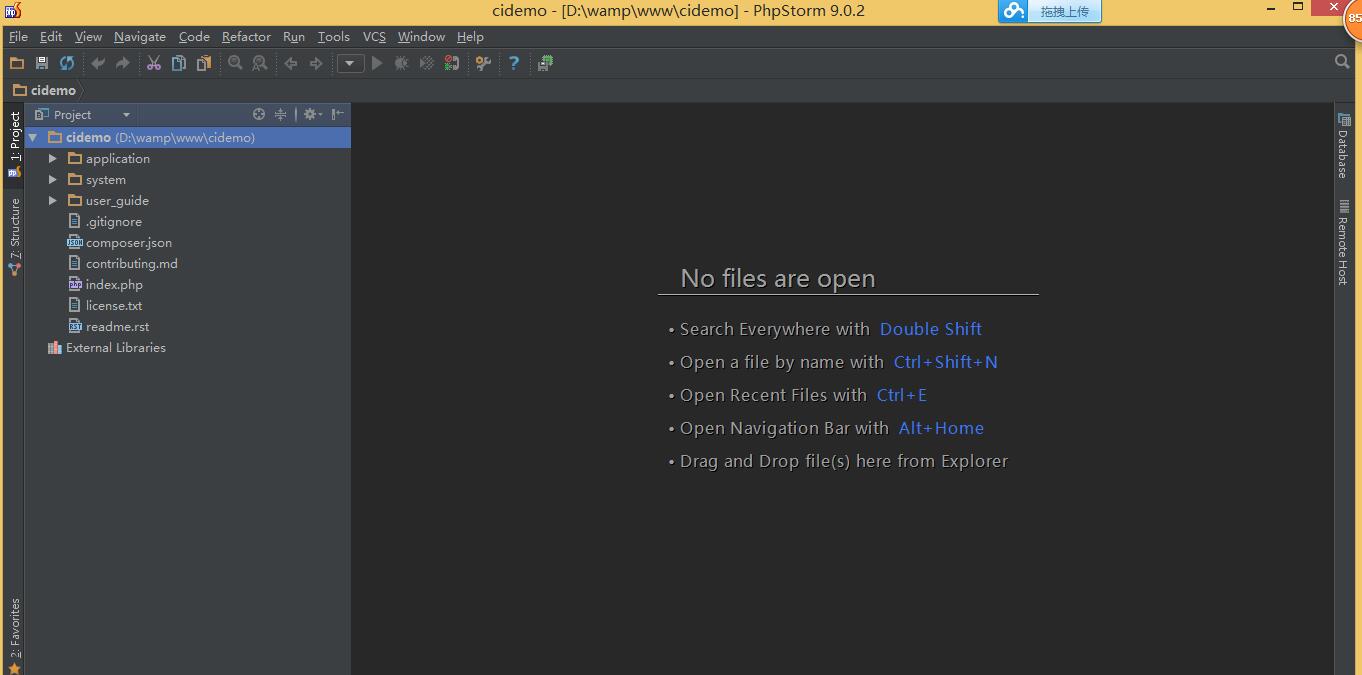 cidemo - [D:\wamp\www\cidemo] - PhpStorm 9.0.2
拖拽上传
85
File Edit View Navigate Code Refactor Run Tools VCS Window Help
cidemo
Project
cidemo (D:\wamp\www\cidemo)
application
system
user_guide
.gitignore
composer.json
contributing.md
index.php
license.txt
readme.rst
External Libraries
1: Project
7: Structure
2: Favorites
No files are open
• Search Everywhere with Double Shift
• Open a file by name with Ctrl+Shift+N
• Open Recent Files with Ctrl+E
• Open Navigation Bar with Alt+Home
• Drag and Drop file(s) here from Explorer
Database
Remote Host